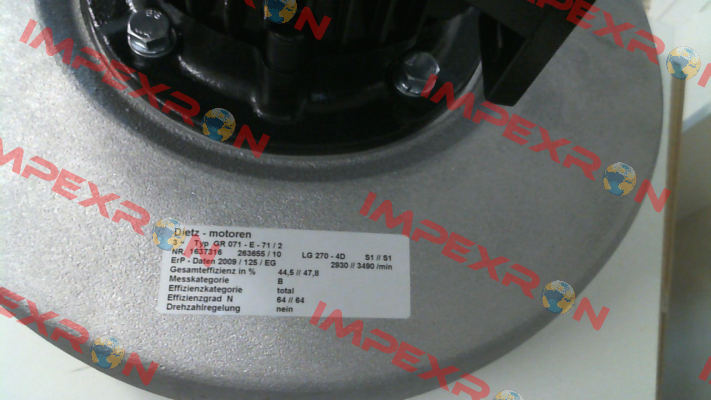 Dietz - motoren
3 ~ Typ GR 071 - E - 71 / 2
NR. 1637316 263655 / 10 LG 270 - 4D S1 // S1
ErP - Daten 2009 / 125 / EG 2930 // 3490 /min
Gesamteffizienz in % 44,5 // 47,8
Messkategorie B
Effizienzkategorie total
Effizienzgrad N 64 // 64
Drehzahlregelung nein
IMPEXRON
IMPEXRON
IMPEXRON
IMPEXRON
IMPEXRON
IMPEXRON